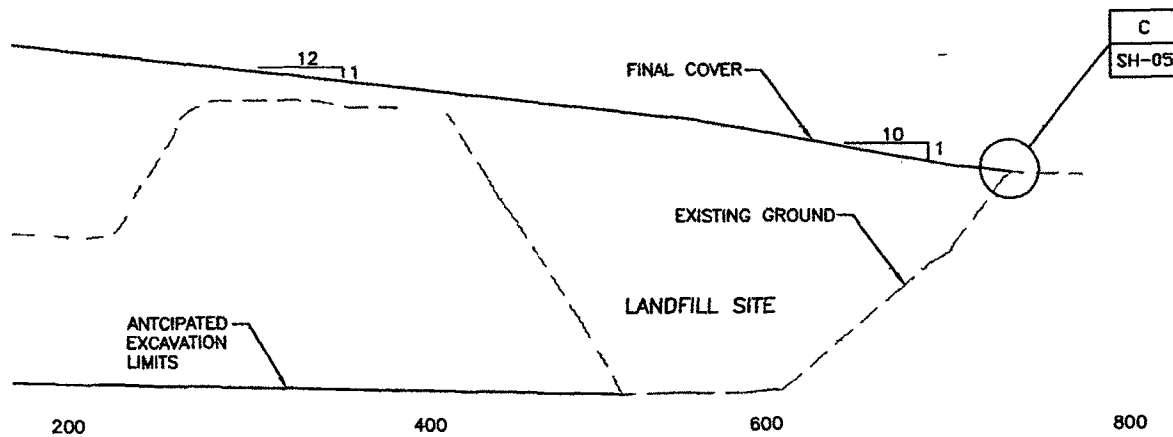 C
SH-05
12
1
FINAL COVER
10
1
EXISTING GROUND
LANDFILL SITE
ANTCIPATED
EXCAVATION
LIMITS
200
400
600
800